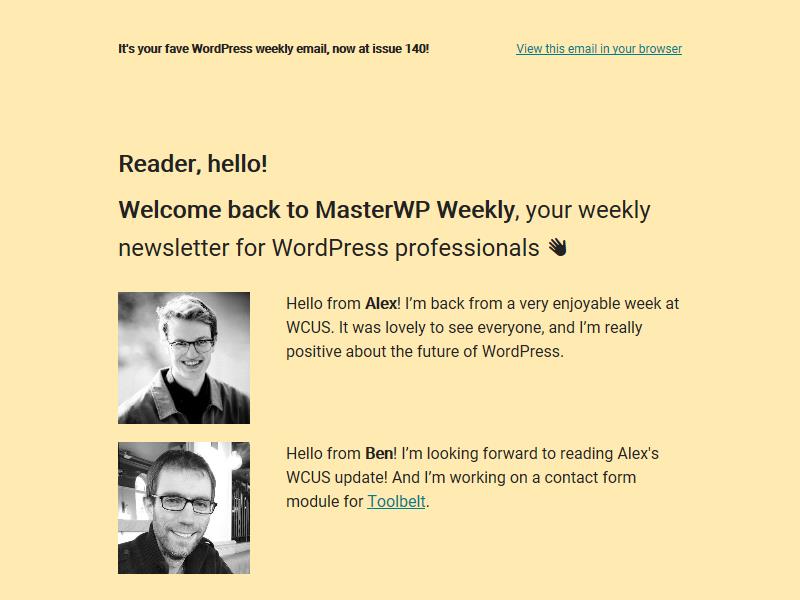 It's your fave WordPress weekly email, now at issue 140!
View this email in your browser
Reader, hello!
Welcome back to MasterWP Weekly, your weekly
newsletter for WordPress professionals 👋
Hello from Alex! I’m back from a very enjoyable week at
WCUS. It was lovely to see everyone, and I’m really
positive about the future of WordPress.
Hello from Ben! I’m looking forward to reading Alex's
WCUS update! And I’m working on a contact form
module for Toolbelt.